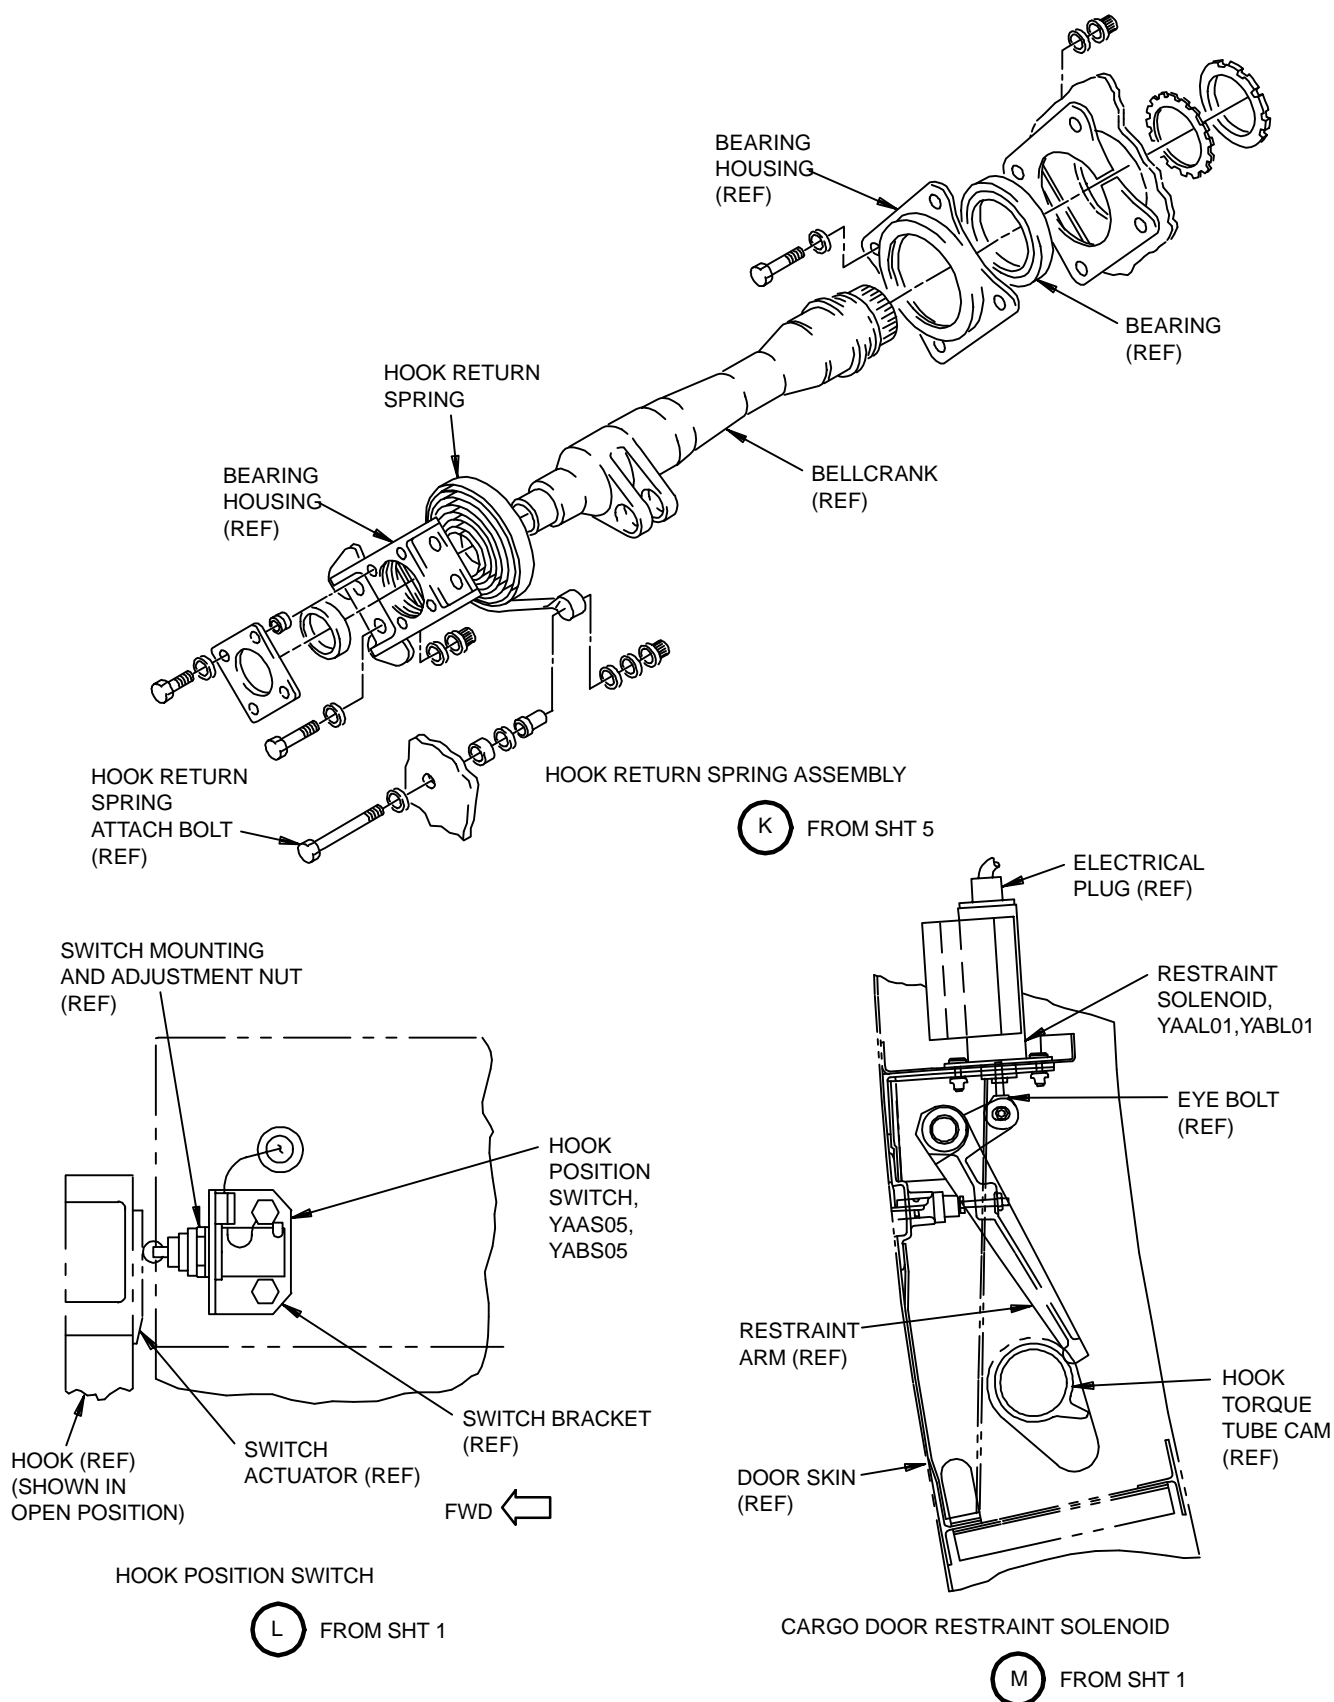 BEARING
HOUSING
(REF)
BEARING
(REF)
HOOK RETURN
SPRING
BELLCRANK
(REF)
BEARING
HOUSING
(REF)
HOOK RETURN
SPRING
ATTACH BOLT
(REF)
HOOK RETURN SPRING ASSEMBLY
K FROM SHT 5
SWITCH MOUNTING
AND ADJUSTMENT NUT
(REF)
HOOK
POSITION
SWITCH,
YAAS05,
YABS05
SWITCH BRACKET
(REF)
SWITCH
ACTUATOR (REF)
HOOK (REF)
(SHOWN IN
OPEN POSITION)
FWD
HOOK POSITION SWITCH
L FROM SHT 1
ELECTRICAL
PLUG (REF)
RESTRAINT
SOLENOID,
YAAL01,YABL01
EYE BOLT
(REF)
RESTRAINT
ARM (REF)
HOOK
TORQUE
TUBE CAM
(REF)
DOOR SKIN
(REF)
CARGO DOOR RESTRAINT SOLENOID
M FROM SHT 1